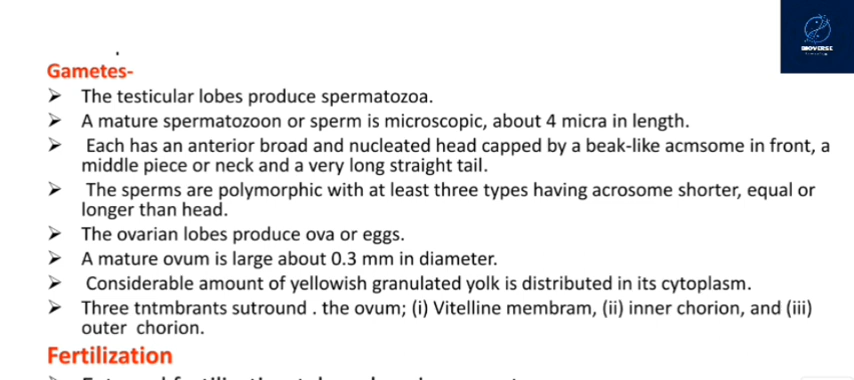 BIOVERSE
Gametes-
➢ The testicular lobes produce spermatozoa.
➢ A mature spermatozoon or sperm is microscopic, about 4 micra in length.
➢ Each has an anterior broad and nucleated head capped by a beak-like acmsome in front, a
middle piece or neck and a very long straight tail.
➢ The sperms are polymorphic with at least three types having acrosome shorter, equal or
longer than head.
➢ The ovarian lobes produce ova or eggs.
➢ A mature ovum is large about 0.3 mm in diameter.
➢ Considerable amount of yellowish granulated yolk is distributed in its cytoplasm.
➢ Three tntmbrants sutround . the ovum; (i) Vitelline membram, (ii) inner chorion, and (iii)
outer chorion.
Fertilization